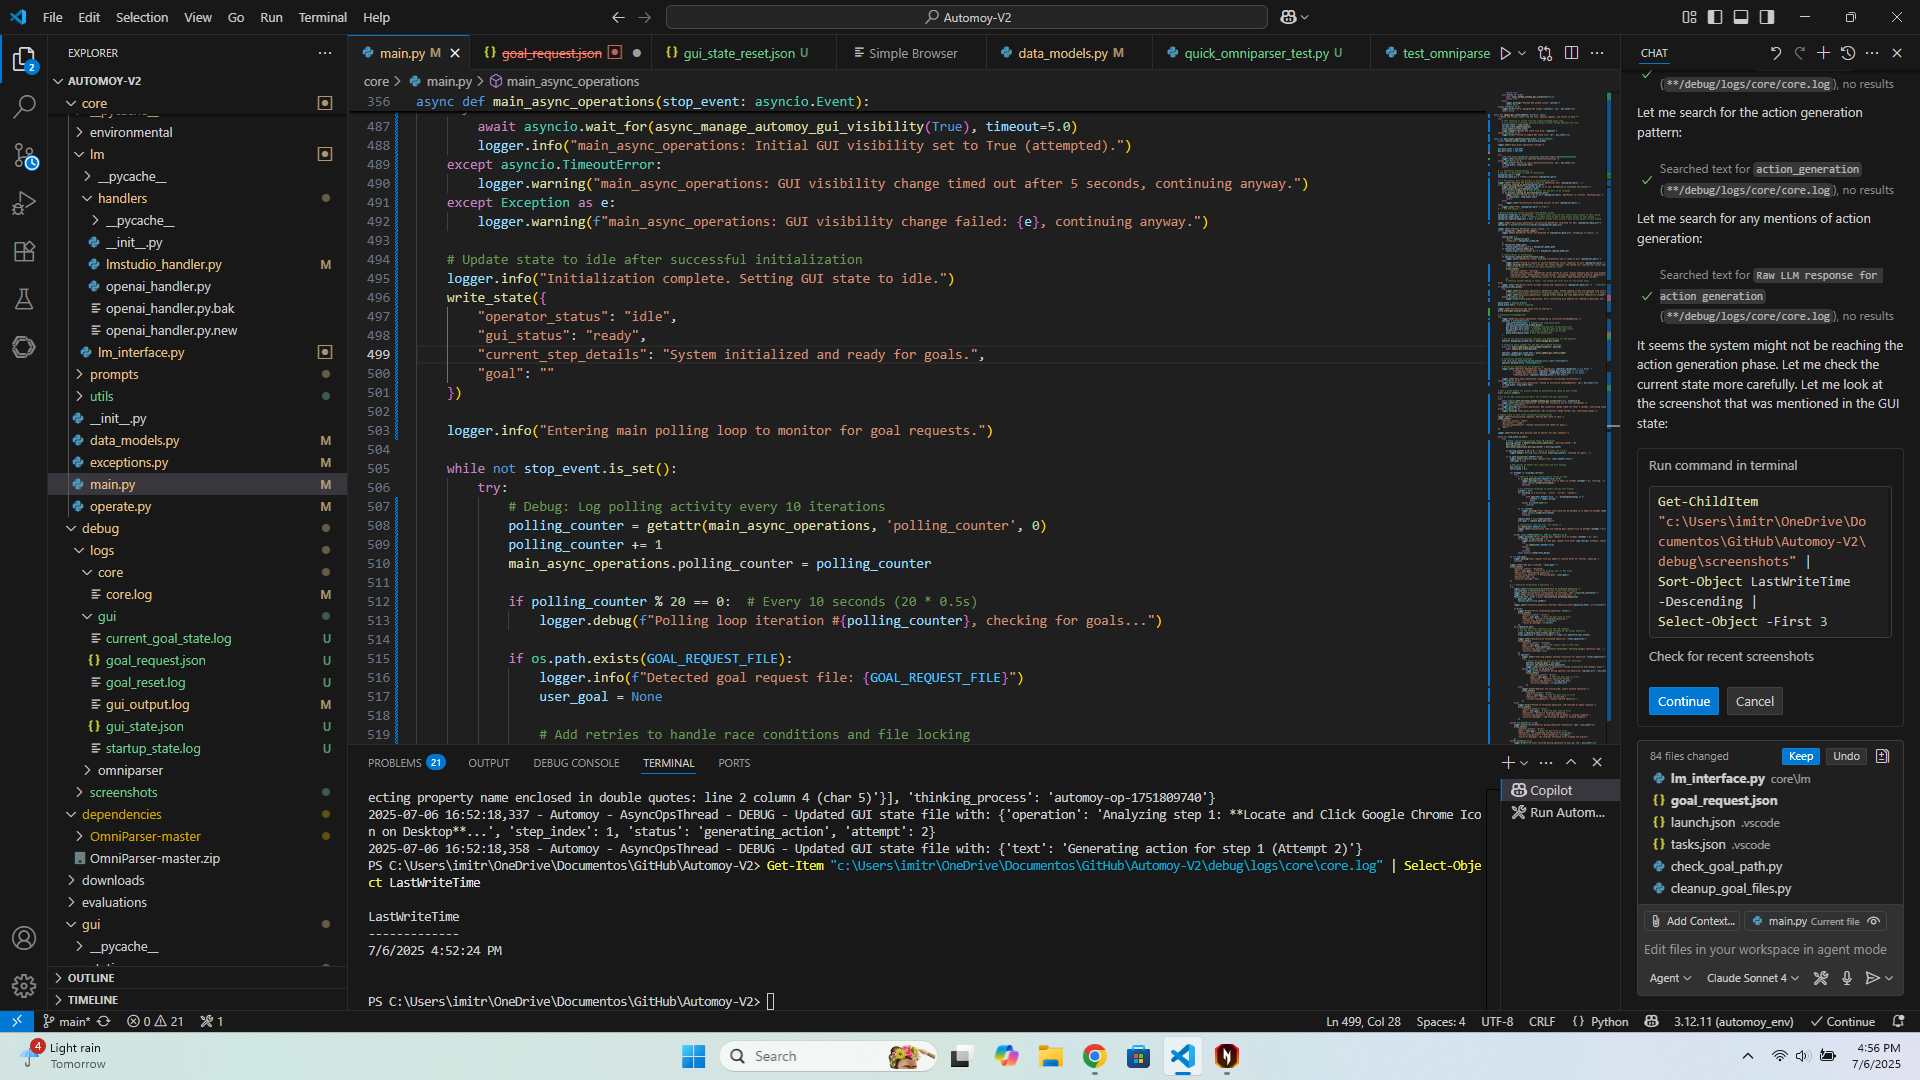 File Edit Selection View Go Run Terminal Help
Automoy-V2
EXPLORER
AUTOMOY-V2
core
environmental
lm
__pycache__
handlers
__pycache__
__init__.py
lmstudio_handler.py M
openai_handler.py
openai_handler.py.bak
openai_handler.py.new
lm_interface.py
prompts
utils
__init__.py
data_models.py M
exceptions.py M
main.py M
operate.py M
debug
logs
core
core.log M
gui
current_goal_state.log U
goal_request.json U
goal_reset.log U
gui_output.log M
gui_state.json U
startup_state.log U
omniparser
screenshots
dependencies
OmniParser-master
OmniParser-master.zip
downloads
evaluations
gui
__pycache__
OUTLINE
TIMELINE
main.py M
goal_request.json
gui_state_reset.json U
Simple Browser
data_models.py M
quick_omniparser_test.py U
test_omniparse
core > main.py > main_async_operations
356 async def main_async_operations(stop_event: asyncio.Event):
487 await asyncio.wait_for(async_manage_automoy_gui_visibility(True), timeout=5.0)
488 logger.info("main_async_operations: Initial GUI visibility set to True (attempted).")
489 except asyncio.TimeoutError:
490 logger.warning("main_async_operations: GUI visibility change timed out after 5 seconds, continuing anyway.")
491 except Exception as e:
492 logger.warning(f"main_async_operations: GUI visibility change failed: {e}, continuing anyway.")
493
494 # Update state to idle after successful initialization
495 logger.info("Initialization complete. Setting GUI state to idle.")
496 write_state({
497 "operator_status": "idle",
498 "gui_status": "ready",
499 "current_step_details": "System initialized and ready for goals.",
500 "goal": ""
501 })
502
503 logger.info("Entering main polling loop to monitor for goal requests.")
504
505 while not stop_event.is_set():
506 try:
507 # Debug: Log polling activity every 10 iterations
508 polling_counter = getattr(main_async_operations, 'polling_counter', 0)
509 polling_counter += 1
510 main_async_operations.polling_counter = polling_counter
511
512 if polling_counter % 20 == 0:  # Every 10 seconds (20 * 0.5s)
513 logger.debug(f"Polling loop iteration #{polling_counter}, checking for goals...")
514
515 if os.path.exists(GOAL_REQUEST_FILE):
516 logger.info(f"Detected goal request file: {GOAL_REQUEST_FILE}")
517 user_goal = None
518
519 # Add retries to handle race conditions and file locking
PROBLEMS 21 OUTPUT DEBUG CONSOLE TERMINAL PORTS
ecting property name enclosed in double quotes: line 2 column 4 (char 5)'}], 'thinking_process': 'automoy-op-1751809740'}
2025-07-06 16:52:18,337 - Automoy - AsyncOpsThread - DEBUG - Updated GUI state file with: {'operation': 'Analyzing step 1: **Locate and Click Google Chrome Ico
n on Desktop**...', 'step_index': 1, 'status': 'generating_action', 'attempt': 2}
2025-07-06 16:52:18,358 - Automoy - AsyncOpsThread - DEBUG - Updated GUI state file with: {'text': 'Generating action for step 1 (Attempt 2)'}
PS C:\Users\imitr\OneDrive\Documentos\GitHub\Automoy-V2> Get-Item "c:\Users\imitr\OneDrive\Documentos\GitHub\Automoy-V2\debug\logs\core\core.log" | Select-Obje
ct LastWriteTime
LastWriteTime
-------------
7/6/2025 4:52:24 PM
PS C:\Users\imitr\OneDrive\Documentos\GitHub\Automoy-V2>
Copilot
Run Autom...
CHAT
(**/debug/logs/core/core.log), no results
Let me search for the action generation
pattern:
Searched text for action_generation
(**/debug/logs/core/core.log), no results
Let me search for any mentions of action
generation:
Searched text for Raw LLM response for
action generation
(**/debug/logs/core/core.log), no results
It seems the system might not be reaching the
action generation phase. Let me check the
current state more carefully. Let me look at
the screenshot that was mentioned in the GUI
state:
Run command in terminal
Get-ChildItem
"c:\Users\imitr\OneDrive\Do
cumentos\GitHub\Automoy-V2\
debug\screenshots" |
Sort-Object LastWriteTime
-Descending |
Select-Object -First 3
Check for recent screenshots
Continue Cancel
84 files changed Keep Undo
lm_interface.py core\lm
goal_request.json
launch.json .vscode
tasks.json .vscode
check_goal_path.py
cleanup_goal_files.py
Add Context... main.py Current file
Edit files in your workspace in agent mode
Agent Claude Sonnet 4
2
main* 0 21 1
Ln 499, Col 28 Spaces: 4 UTF-8 CRLF {} Python 3.12.11 (automoy_env) Continue
4
Light rain
Tomorrow
Search
4:56 PM
7/6/2025